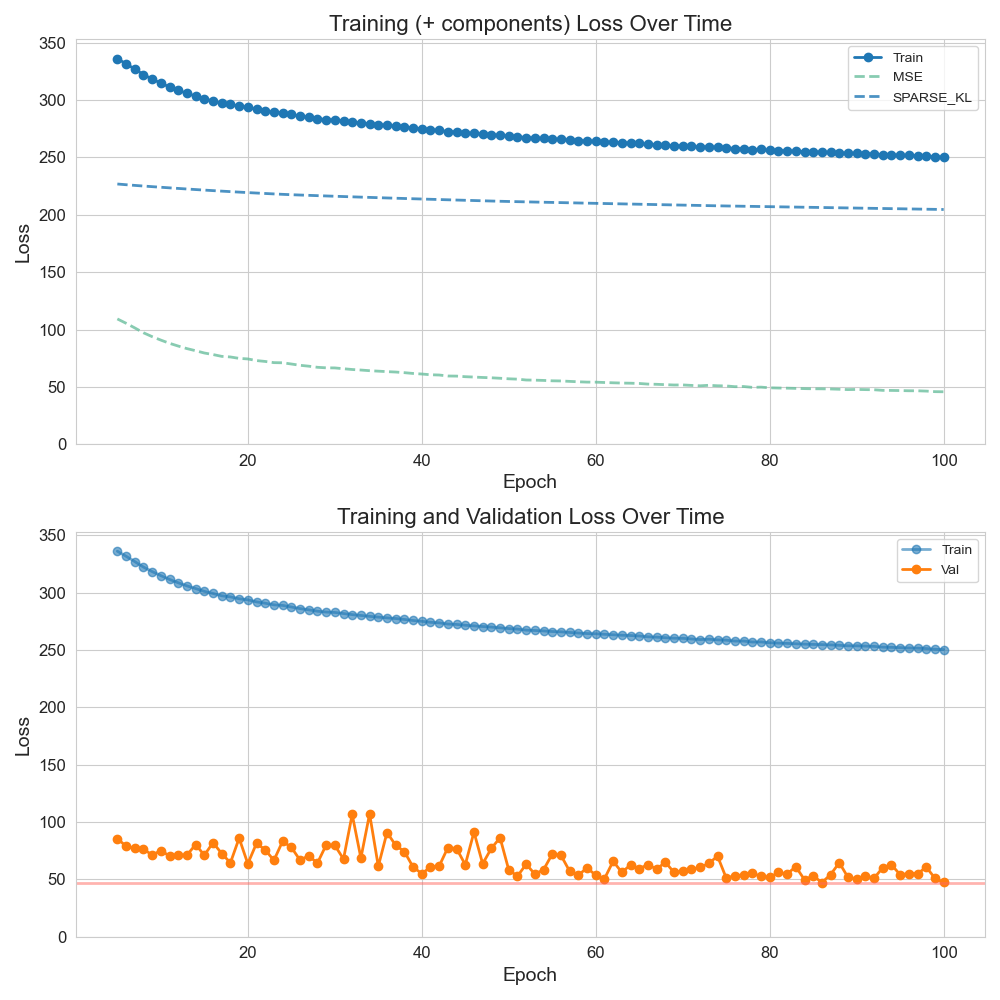 Training (+ components) Loss Over Time
350
300
250
200
150
100
50
0
Loss
Train
MSE
SPARSE_KL
20
40
60
80
100
Epoch
Training and Validation Loss Over Time
350
300
250
200
150
100
50
0
Loss
Train
Val
20
40
60
80
100
Epoch